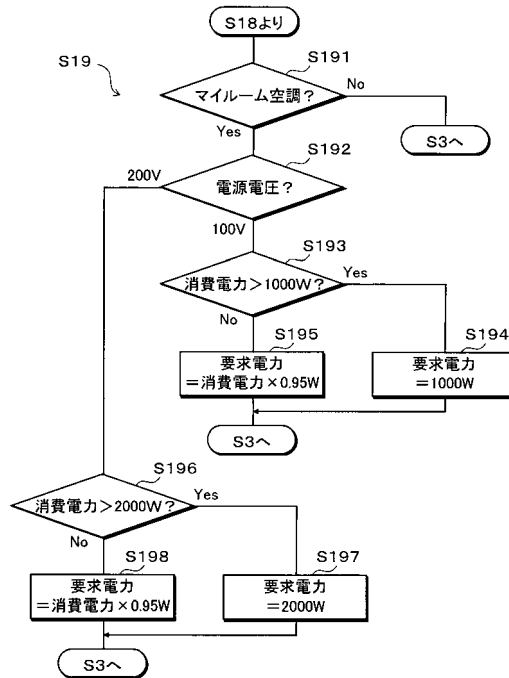 S18より
S19
S191
マイルーム空調？
No
Yes
S3へ
S192
200V
電源電圧？
100V
S193
消費電力＞1000W？
Yes
No
S195
S194
要求電力
＝消費電力×0.95W
要求電力
＝1000W
S3へ
S196
消費電力＞2000W？
Yes
No
S198
S197
要求電力
＝消費電力×0.95W
要求電力
＝2000W
S3へ